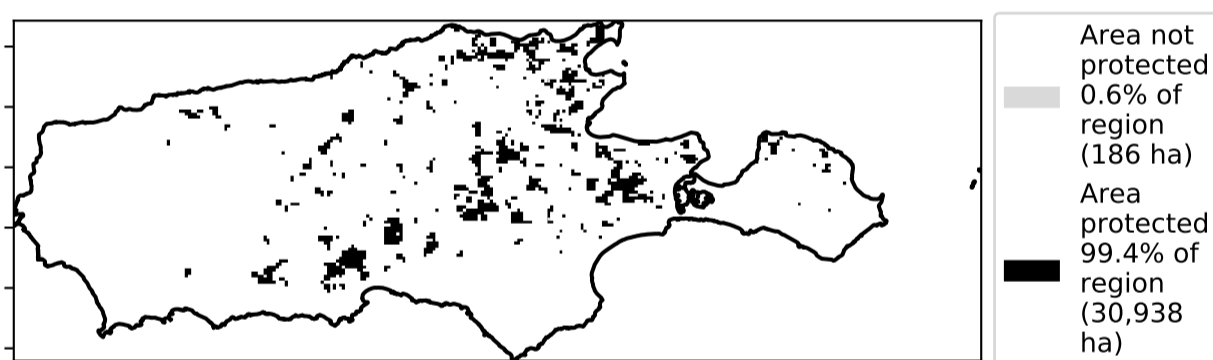 Area not
protected
0.6% of
region
(186 ha)
Area
protected
99.4% of
region
(30,938
ha)